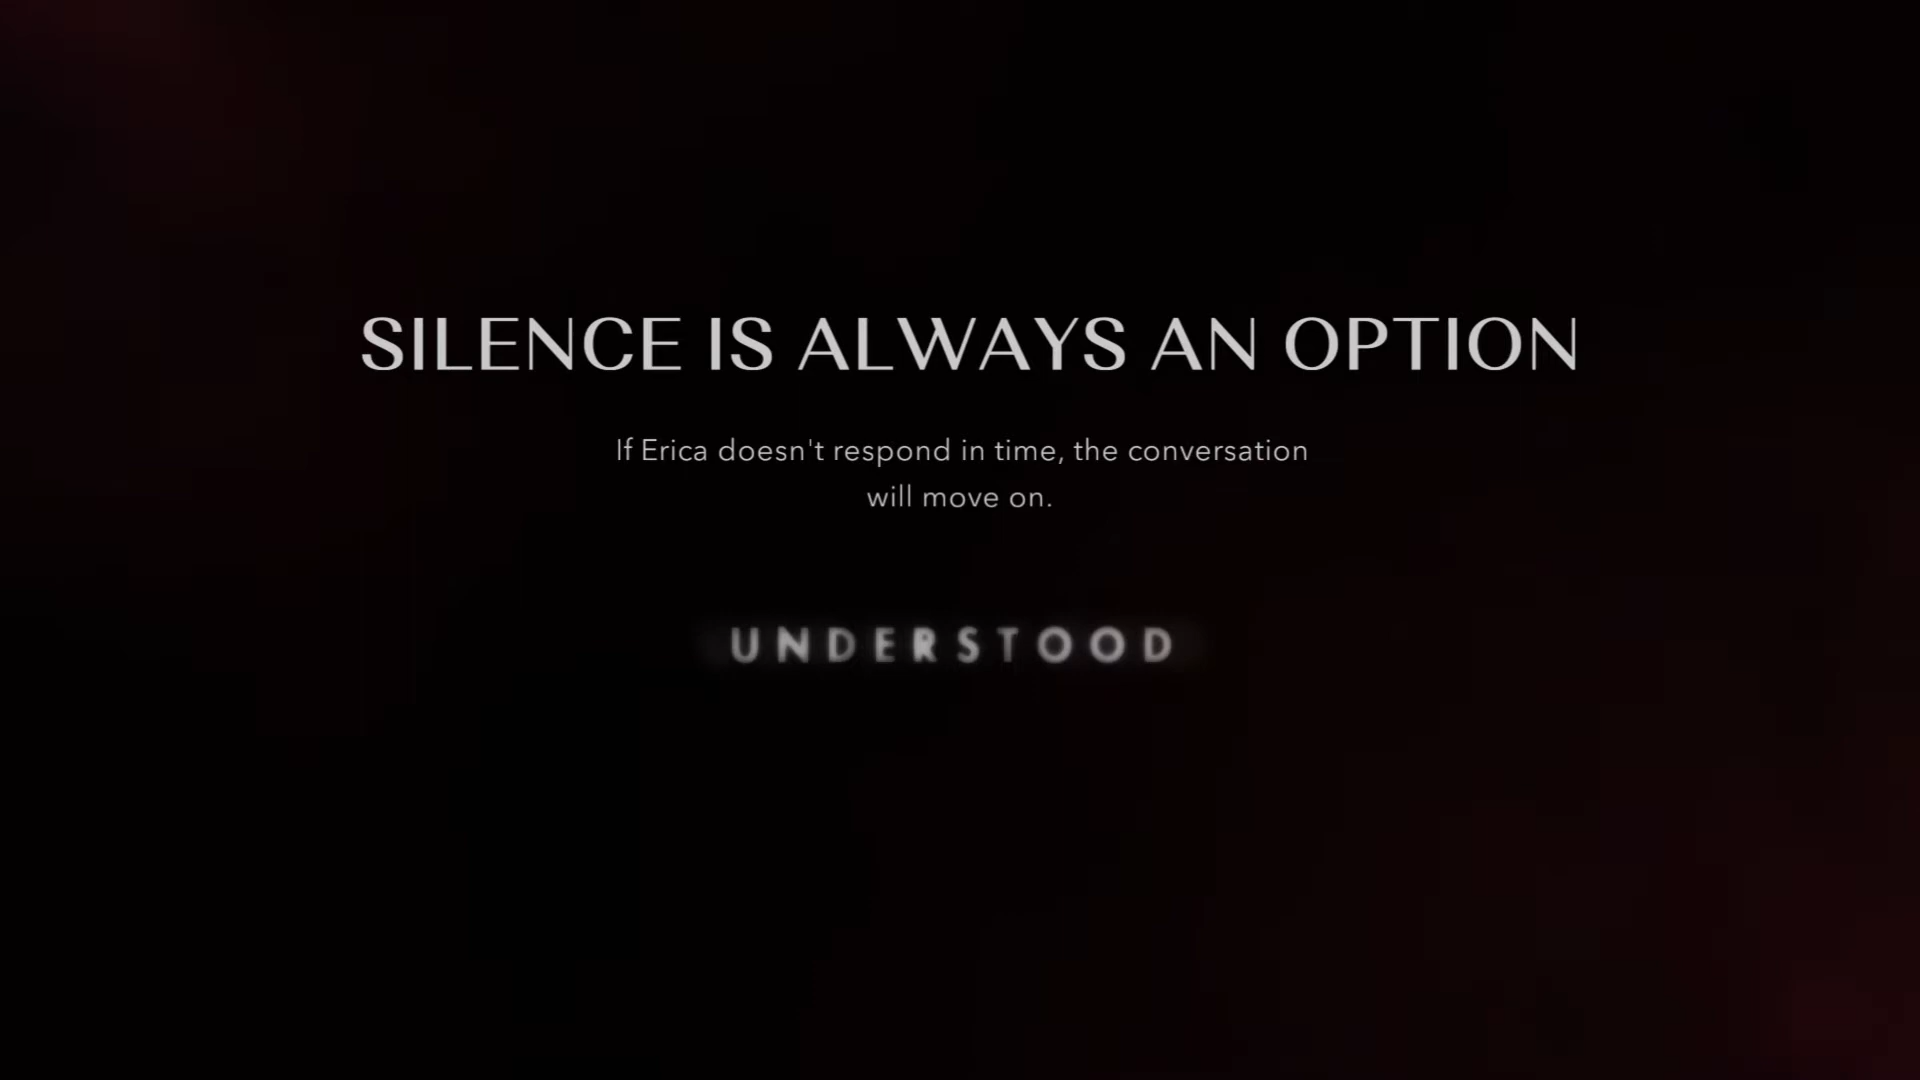 SILENCE IS ALWAYS AN OPTION
If Erica doesn't respond in time, the conversation
will move on.
UNDERSTOOD